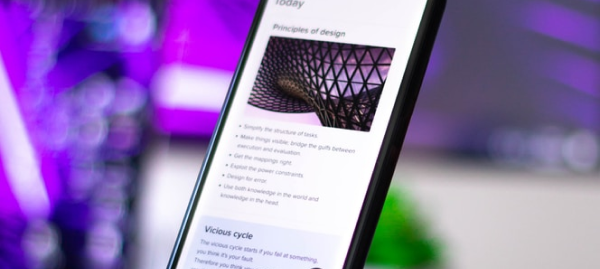 Today
Principles of design
• Simplify the structure of tasks.
• Make things visible; bridge the gulfs between
execution and evaluation.
• Get the mappings right.
• Exploit the power constraints.
• Design for error.
• Use both knowledge in the world and
knowledge in the head
Vicious cycle
The vicious cycle starts if you fail at something,
you think it's your fault.
Therefore you think